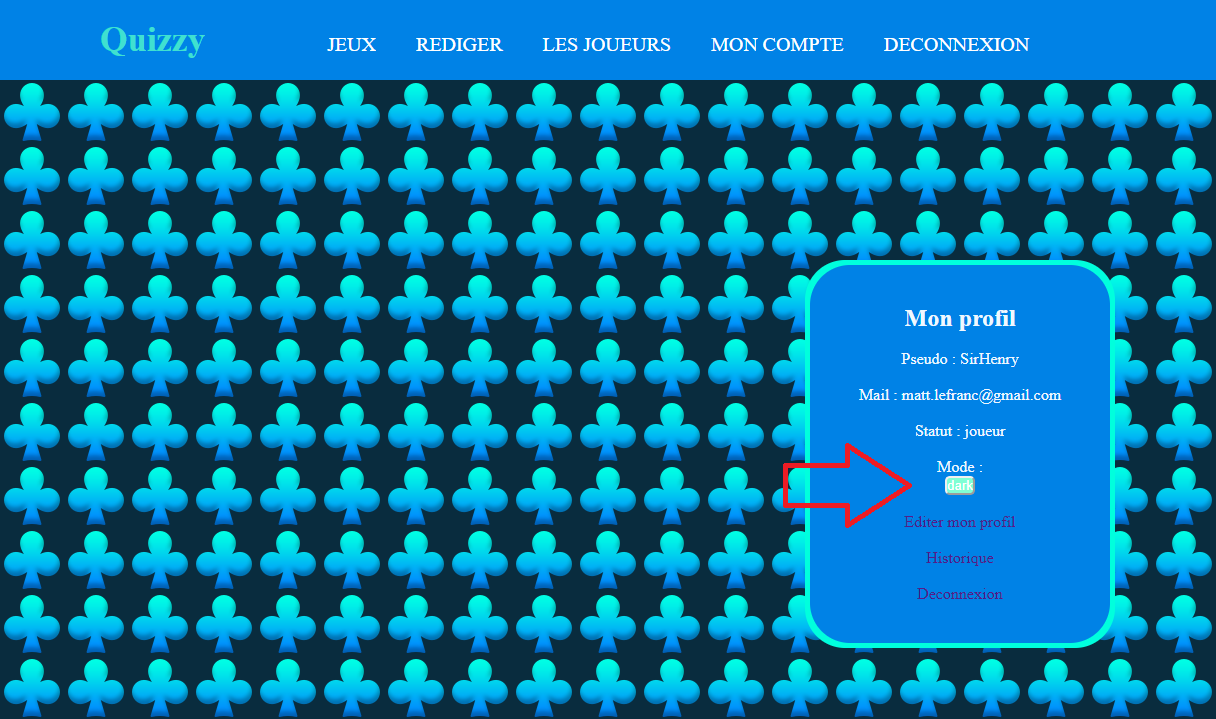 Quizzy
JEUX REDIGER LES JOUEURS MON COMPTE DECONNEXION
Mon profil
Pseudo : SirHenry
Mail : matt.lefranc@gmail.com
Statut : joueur
Mode :
dark
Editer mon profil
Historique
Deconnexion